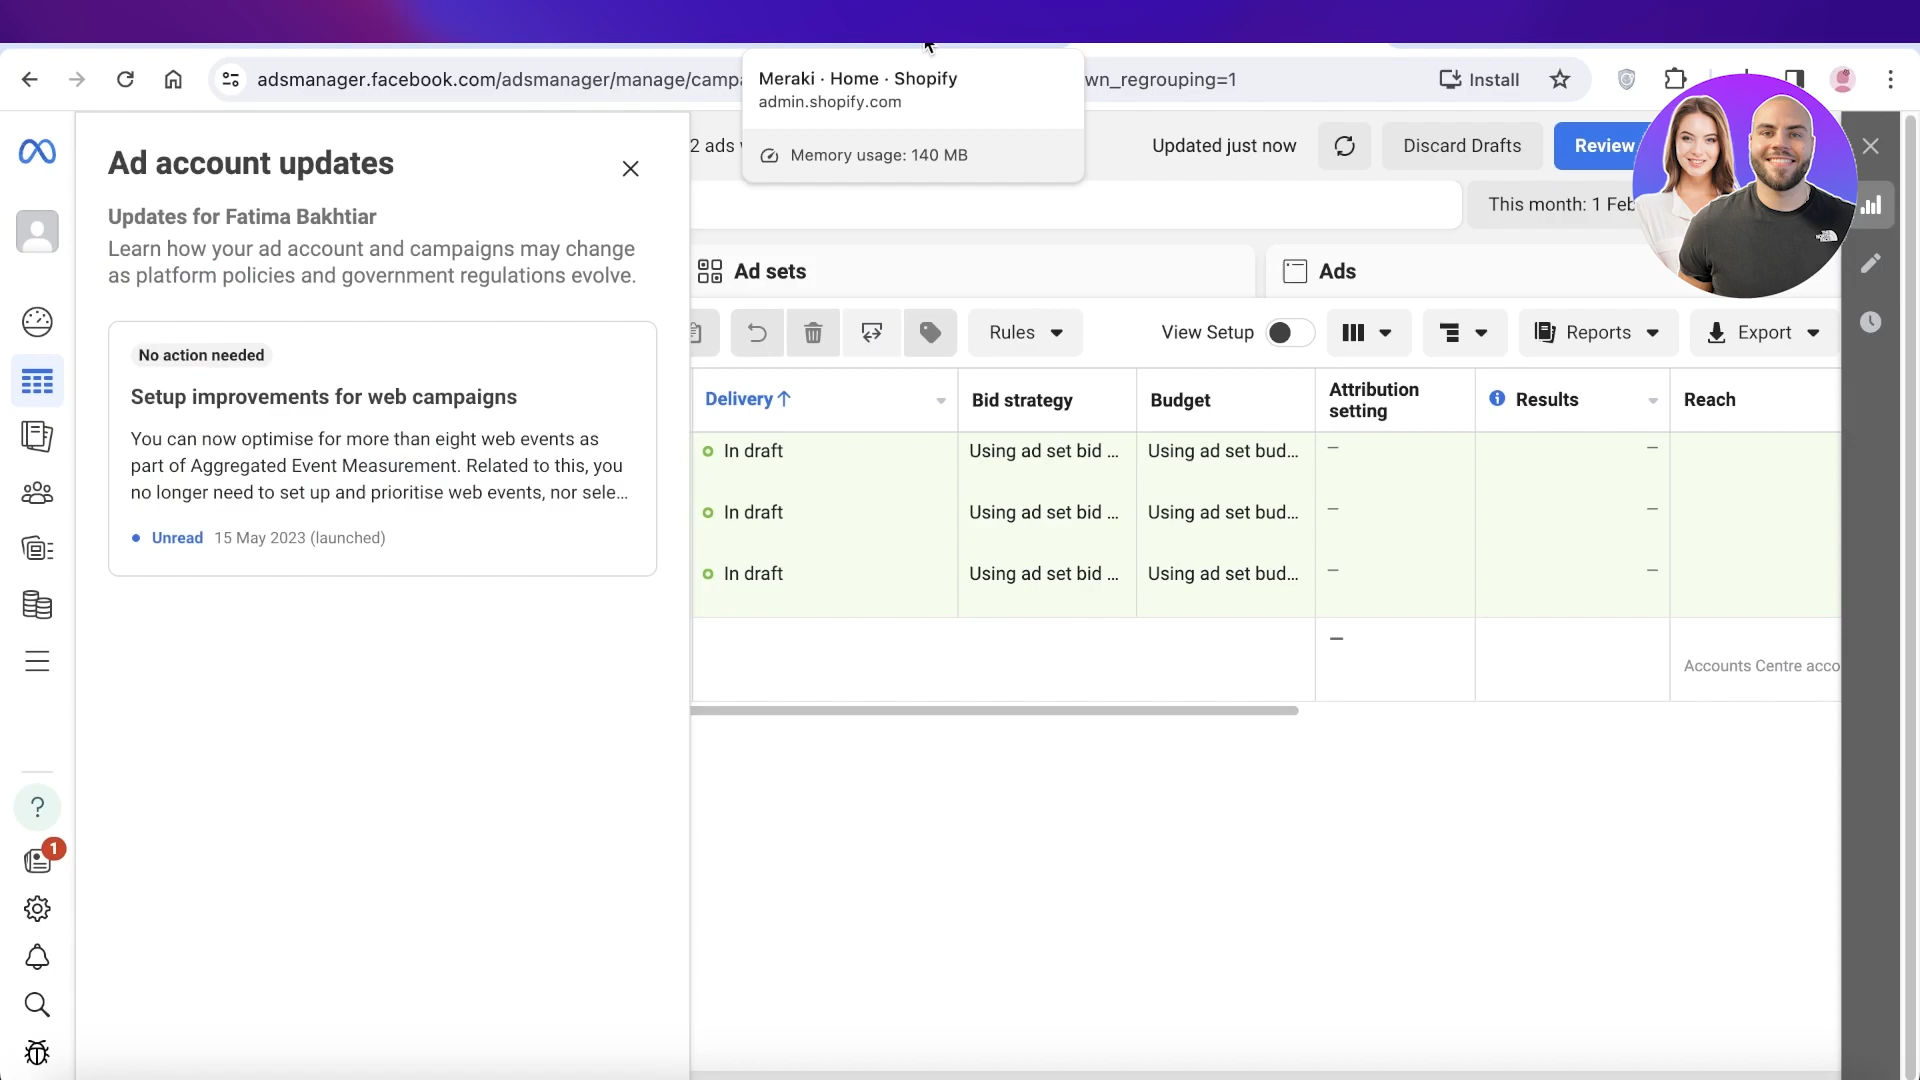 adsmanager.facebook.com/adsmanager/manage/campa
wn_regrouping=1
Install
Meraki · Home · Shopify
admin.shopify.com
Memory usage: 140 MB
Ad account updates
Updates for Fatima Bakhtiar
Learn how your ad account and campaigns may change
as platform policies and government regulations evolve.
No action needed
Setup improvements for web campaigns
You can now optimise for more than eight web events as
part of Aggregated Event Measurement. Related to this, you
no longer need to set up and prioritise web events, nor sele...
Unread 15 May 2023 (launched)
?
1
2 ads
Updated just now
Discard Drafts
Review
This month: 1 Feb
Ad sets
Ads
Rules
View Setup
Reports
Export
Delivery↑
Bid strategy
Budget
Attribution
setting
Results
Reach
In draft Using ad set bid ... Using ad set bud... — —
In draft Using ad set bid ... Using ad set bud... — —
In draft Using ad set bid ... Using ad set bud... — —
—
Accounts Centre acco